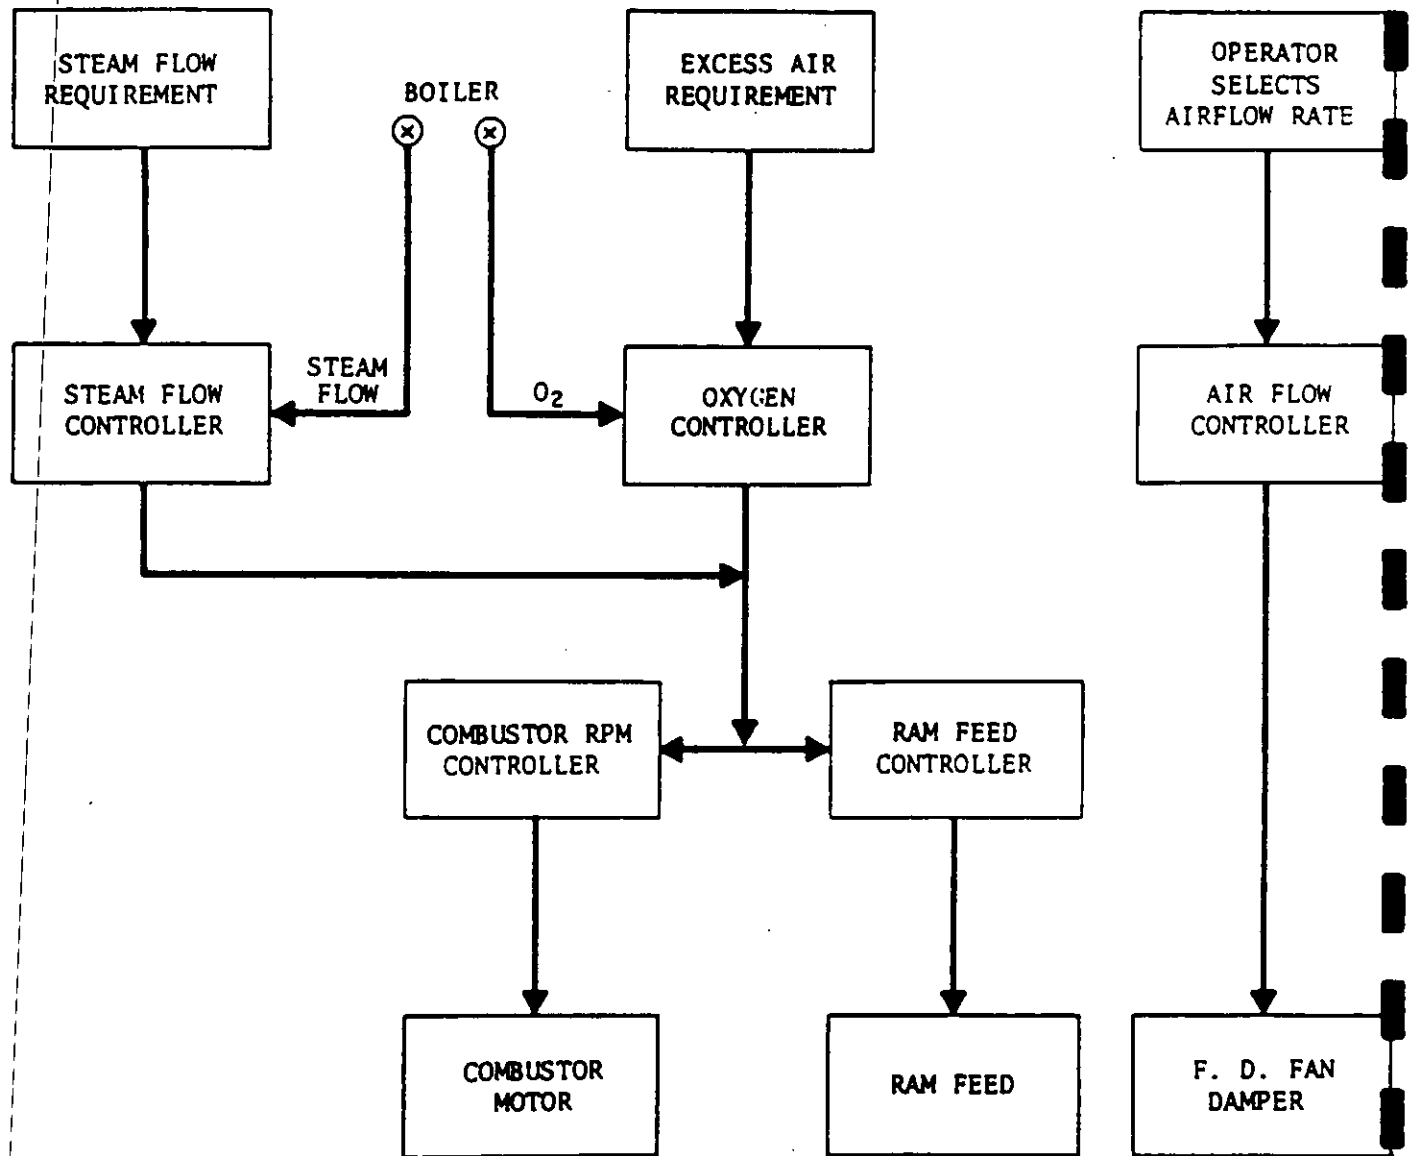 STEAM FLOW
REQUIREMENT
BOILER
EXCESS AIR
REQUIREMENT
OPERATOR
SELECTS
AIRFLOW RATE
STEAM FLOW
CONTROLLER
STEAM
FLOW
O₂
OXYGEN
CONTROLLER
AIR FLOW
CONTROLLER
COMBUSTOR RPM
CONTROLLER
RAM FEED
CONTROLLER
COMBUSTOR
MOTOR
RAM FEED
F. D. FAN
DAMPER